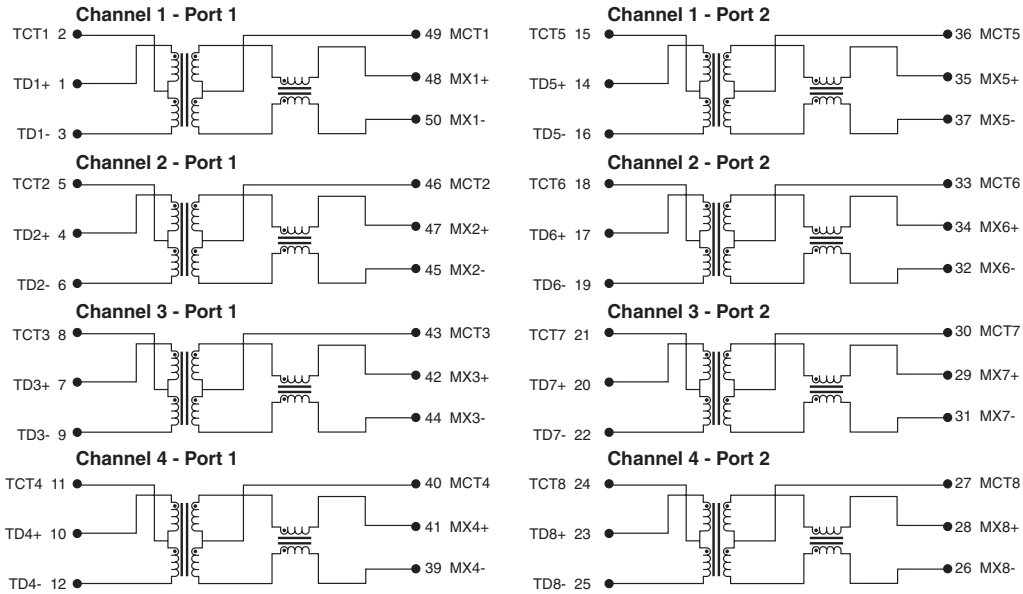 Channel 1 - Port 1
TCT1 2
49 MCT1
TD1+ 1
48 MX1+
50 MX1-
TD1- 3
Channel 2 - Port 1
TCT2 5
46 MCT2
TD2+ 4
47 MX2+
45 MX2-
TD2- 6
Channel 3 - Port 1
TCT3 8
43 MCT3
TD3+ 7
42 MX3+
44 MX3-
TD3- 9
Channel 4 - Port 1
TCT4 11
40 MCT4
TD4+ 10
41 MX4+
39 MX4-
TD4- 12
Channel 1 - Port 2
TCT5 15
36 MCT5
TD5+ 14
35 MX5+
37 MX5-
TD5- 16
Channel 2 - Port 2
TCT6 18
33 MCT6
TD6+ 17
34 MX6+
32 MX6-
TD6- 19
Channel 3 - Port 2
TCT7 21
30 MCT7
TD7+ 20
29 MX7+
31 MX7-
TD7- 22
Channel 4 - Port 2
TCT8 24
27 MCT8
TD8+ 23
28 MX8+
26 MX8-
TD8- 25